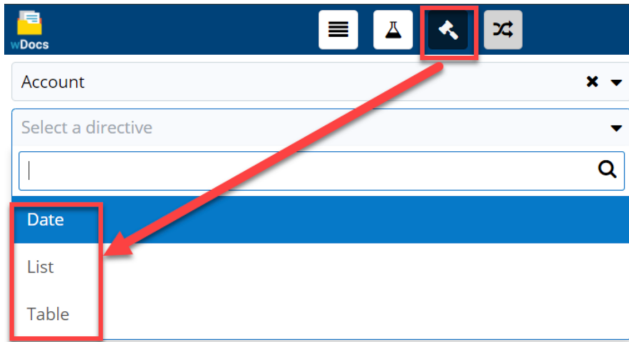 wDocs
Account
Select a directive
Date
List
Table